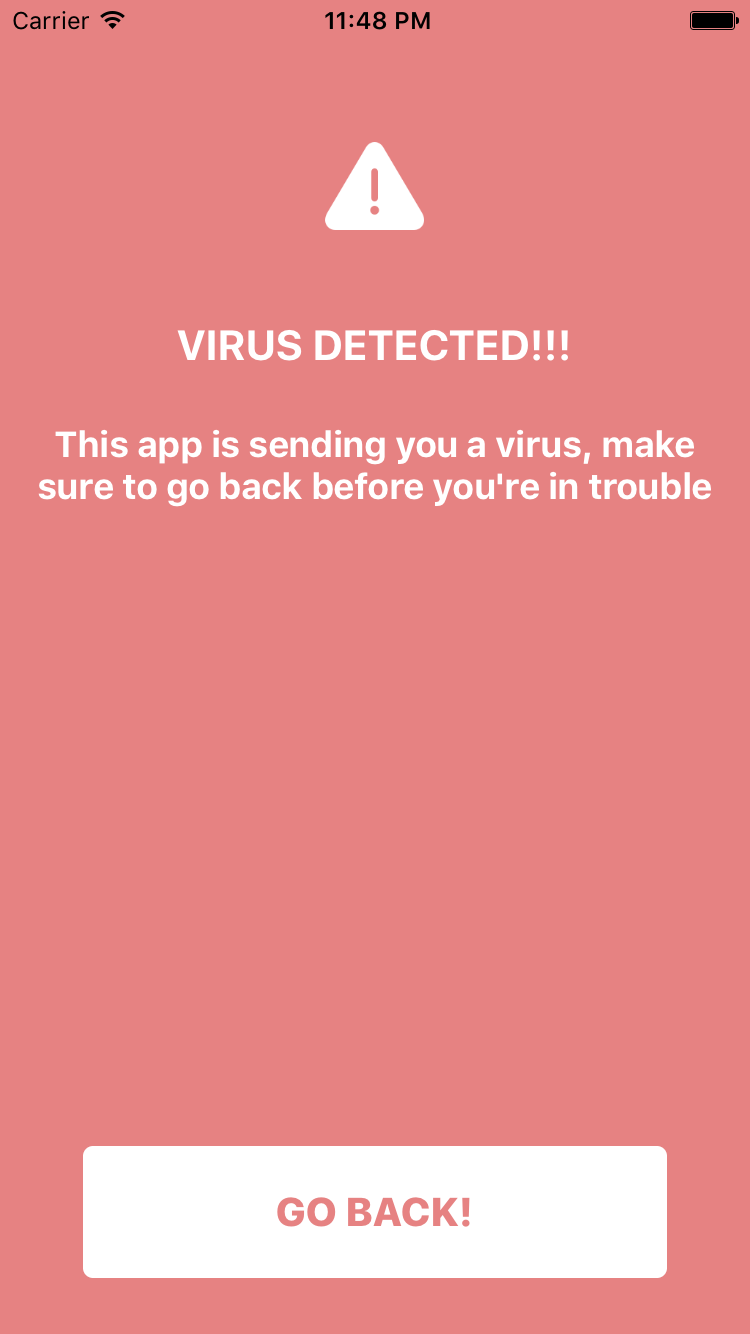 Carrier 11:48 PM
VIRUS DETECTED!!!
This app is sending you a virus, make
sure to go back before you're in trouble
GO BACK!